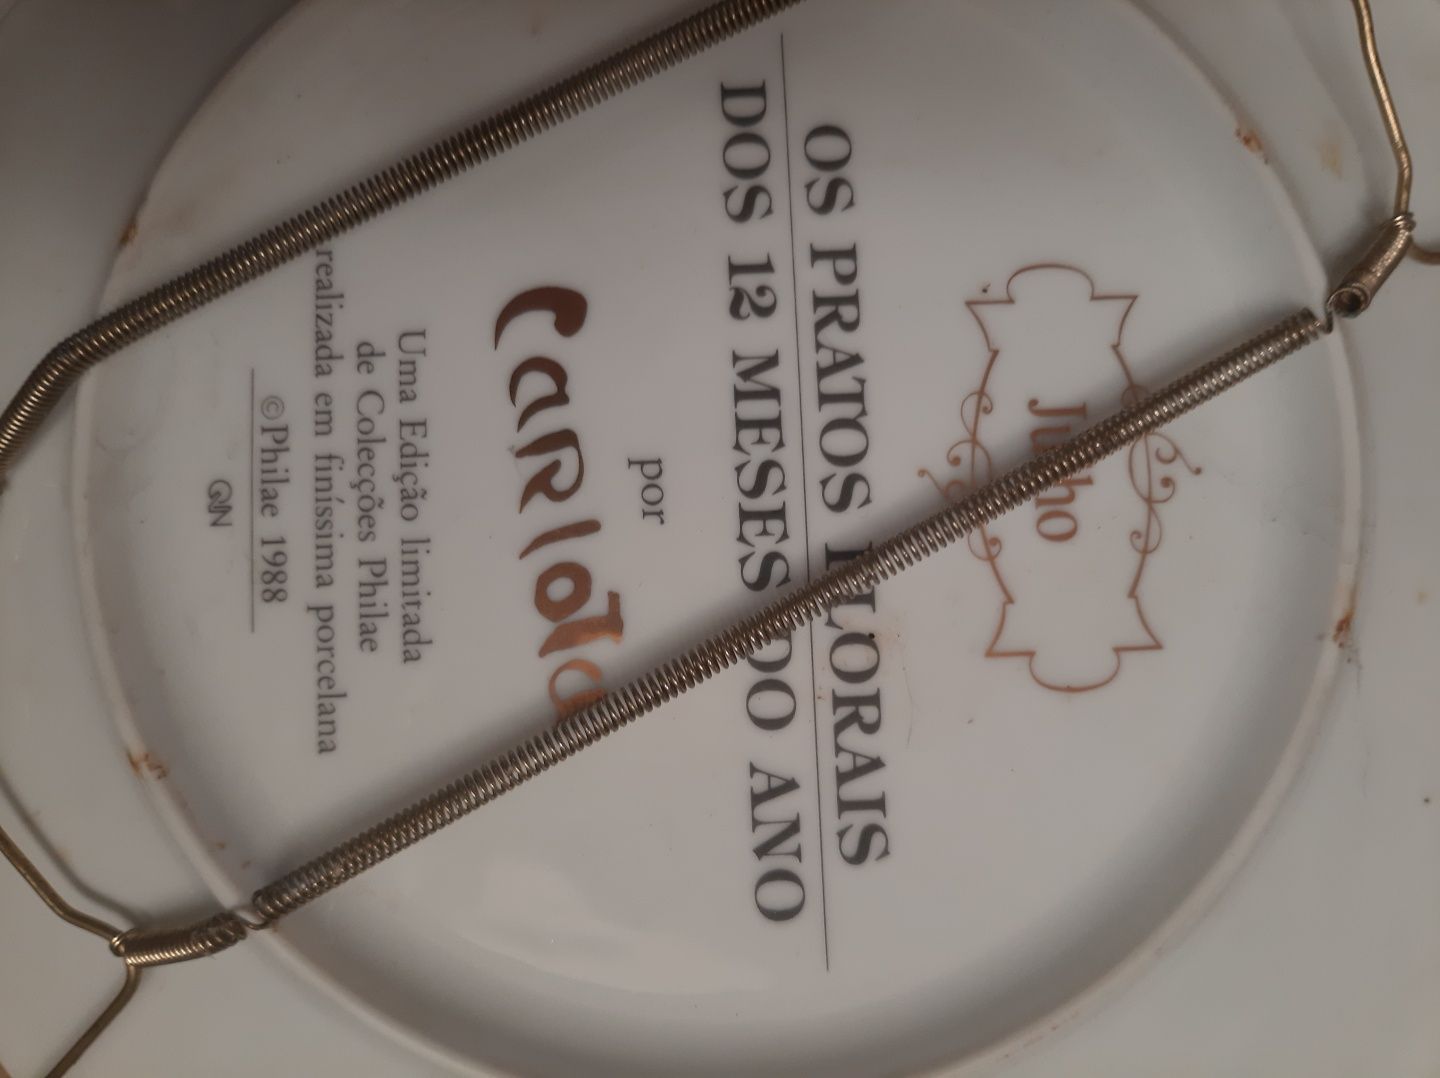 OS PRATOS FLORAIS
DOS 12 MESES DO ANO
por
Carlota
Uma Edição limitada
de Colecções Philae
realizada em finíssima porcelana
©Philae 1988